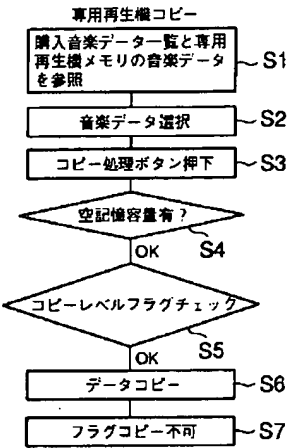 専用再生機コピー
購入音楽データ一覧と専用
再生機メモリの音楽データ
を参照
S1
音楽データ選択
S2
コピー処理ボタン押下
S3
空記憶容量有?
S4
OK
コピーレベルフラグチェック
S5
OK
データコピー
S6
フラグコピー不可
S7